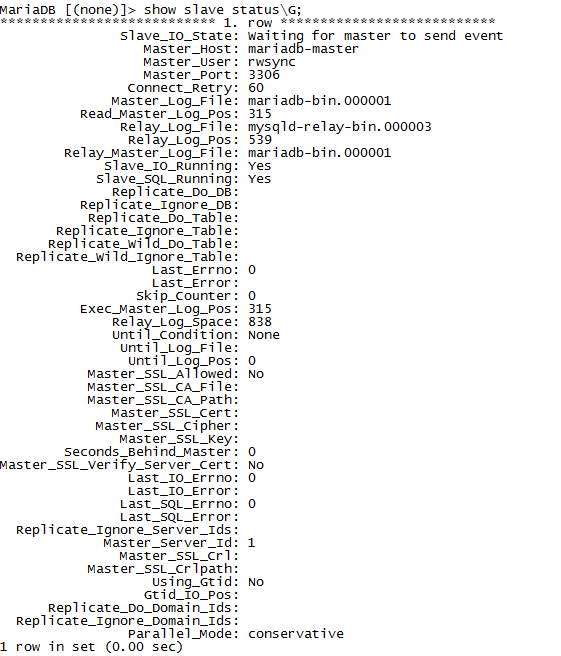 MariaDB [(none)]> show slave status\G;
*************************** 1. row ***************************
Slave_IO_State: Waiting for master to send event
Master_Host: mariadb-master
Master_User: rwsync
Master_Port: 3306
Connect_Retry: 60
Master_Log_File: mariadb-bin.000001
Read_Master_Log_Pos: 315
Relay_Log_File: mysqld-relay-bin.000003
Relay_Log_Pos: 539
Relay_Master_Log_File: mariadb-bin.000001
Slave_IO_Running: Yes
Slave_SQL_Running: Yes
Replicate_Do_DB:
Replicate_Ignore_DB:
Replicate_Do_Table:
Replicate_Ignore_Table:
Replicate_Wild_Do_Table:
Replicate_Wild_Ignore_Table:
Last_Errno: 0
Last_Error:
Skip_Counter: 0
Exec_Master_Log_Pos: 315
Relay_Log_Space: 838
Until_Condition: None
Until_Log_File:
Until_Log_Pos: 0
Master_SSL_Allowed: No
Master_SSL_CA_File:
Master_SSL_CA_Path:
Master_SSL_Cert:
Master_SSL_Cipher:
Master_SSL_Key:
Seconds_Behind_Master: 0
Master_SSL_Verify_Server_Cert: No
Last_IO_Errno: 0
Last_IO_Error:
Last_SQL_Errno: 0
Last_SQL_Error:
Replicate_Ignore_Server_Ids:
Master_Server_Id: 1
Master_SSL_Crl:
Master_SSL_Crlpath:
Using_Gtid: No
Gtid_IO_Pos:
Replicate_Do_Domain_Ids:
Replicate_Ignore_Domain_Ids:
Parallel_Mode: conservative
1 row in set (0.00 sec)